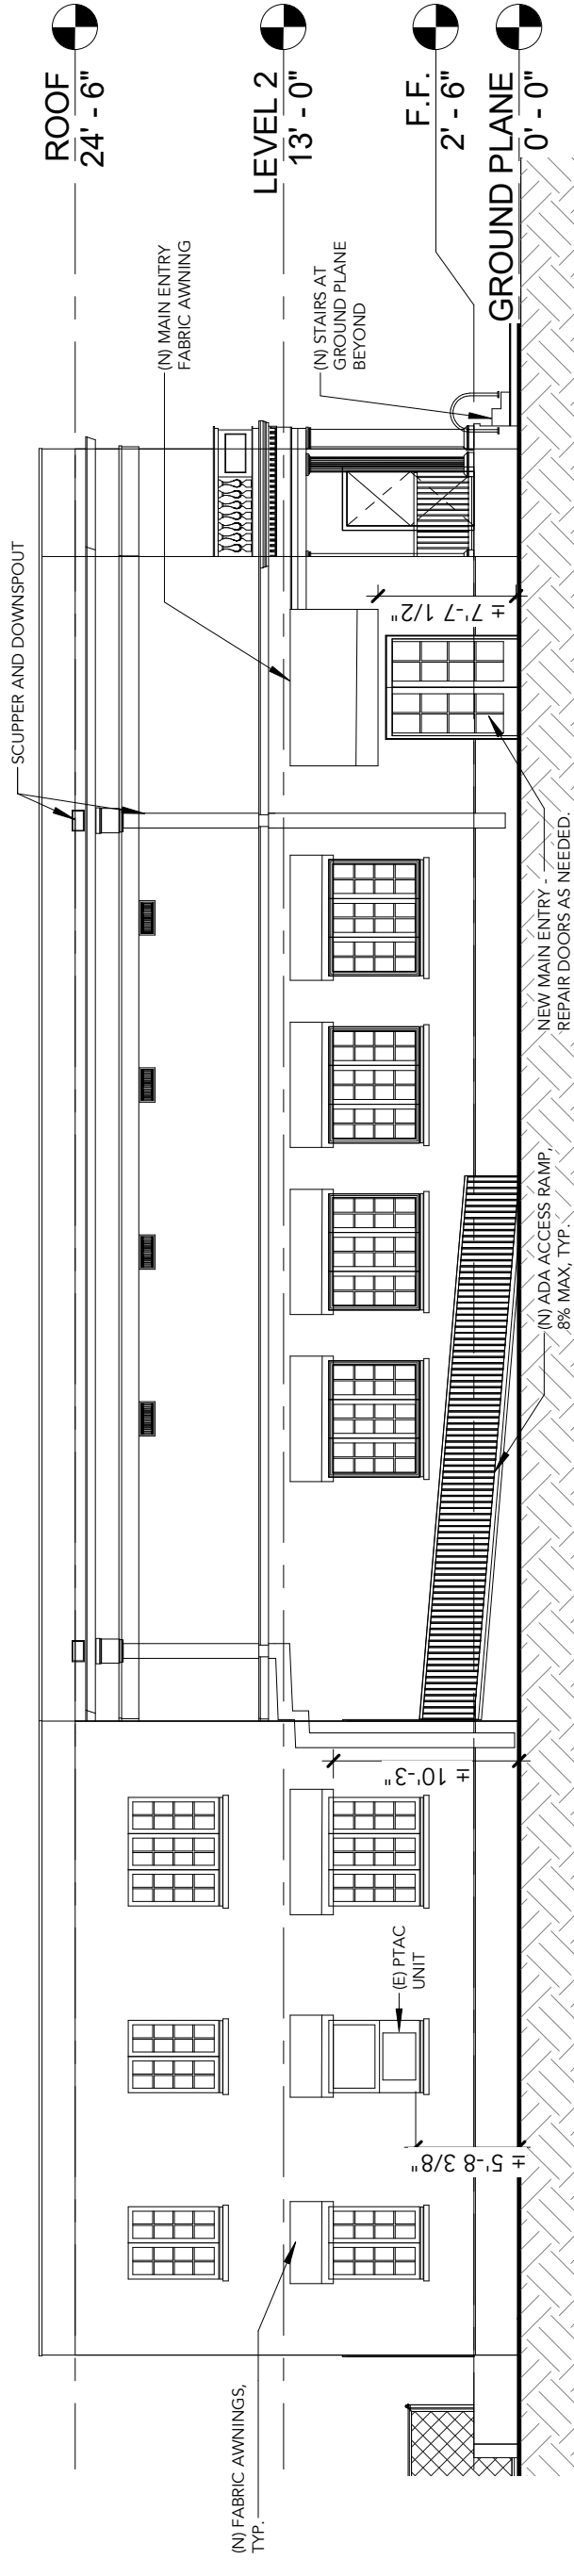 ROOF
24' - 6"
LEVEL 2
13' - 0"
F.F.
2' - 6"
GROUND PLANE
0' - 0"
(N) MAIN ENTRY
FABRIC AWNING
(N) STAIRS AT
GROUND PLANE
BEYOND
SCUPPER AND DOWNSPOUT
± 7'-7 1/2"
NEW MAIN ENTRY -
REPAIR DOORS AS NEEDED.
(N) ADA ACCESS RAMP,
8% MAX, TYP.
± 10'-3"
(E) PTAC
UNIT
± 5'-8 3/8"
(N) FABRIC AWNINGS,
TYP.